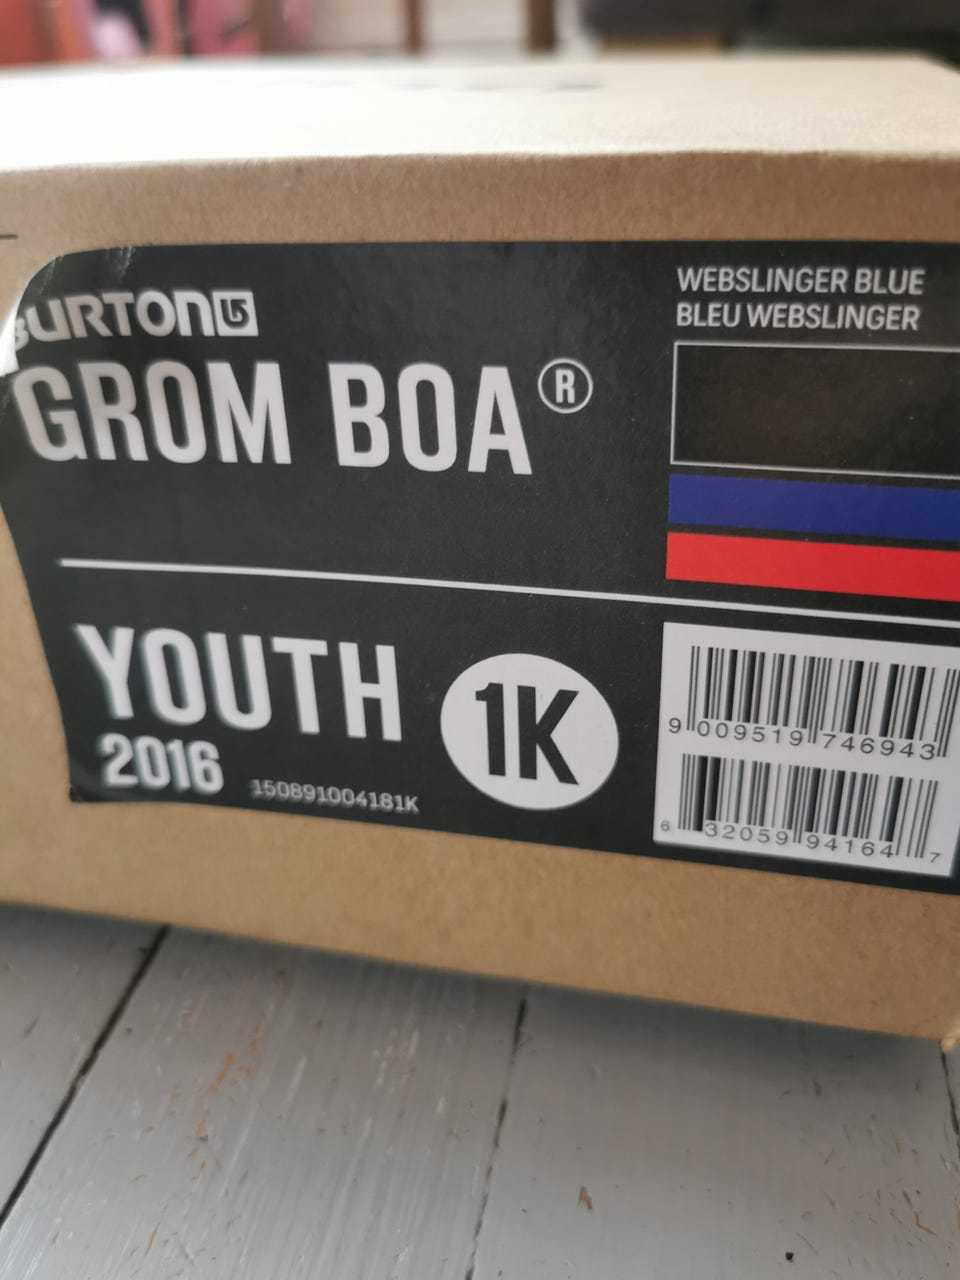 BURTON
GROM BOA®
YOUTH
2016
150891004181K
1K
WEBSLINGER BLUE
BLEU WEBSLINGER
9 009519 746943
6 32059 94164 7